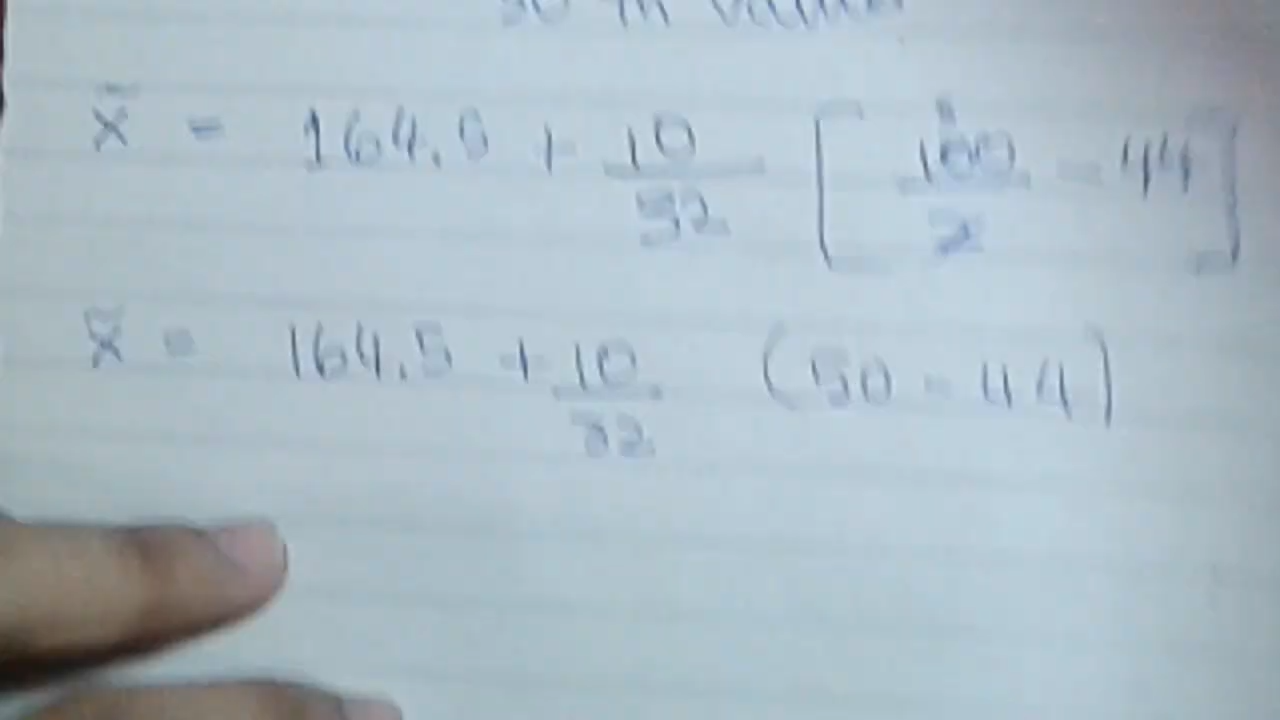 x̃ = 164.5 + 10/32 [ 100/2 - 44 ]
x̃ = 164.5 + 10/32 (50 - 44)